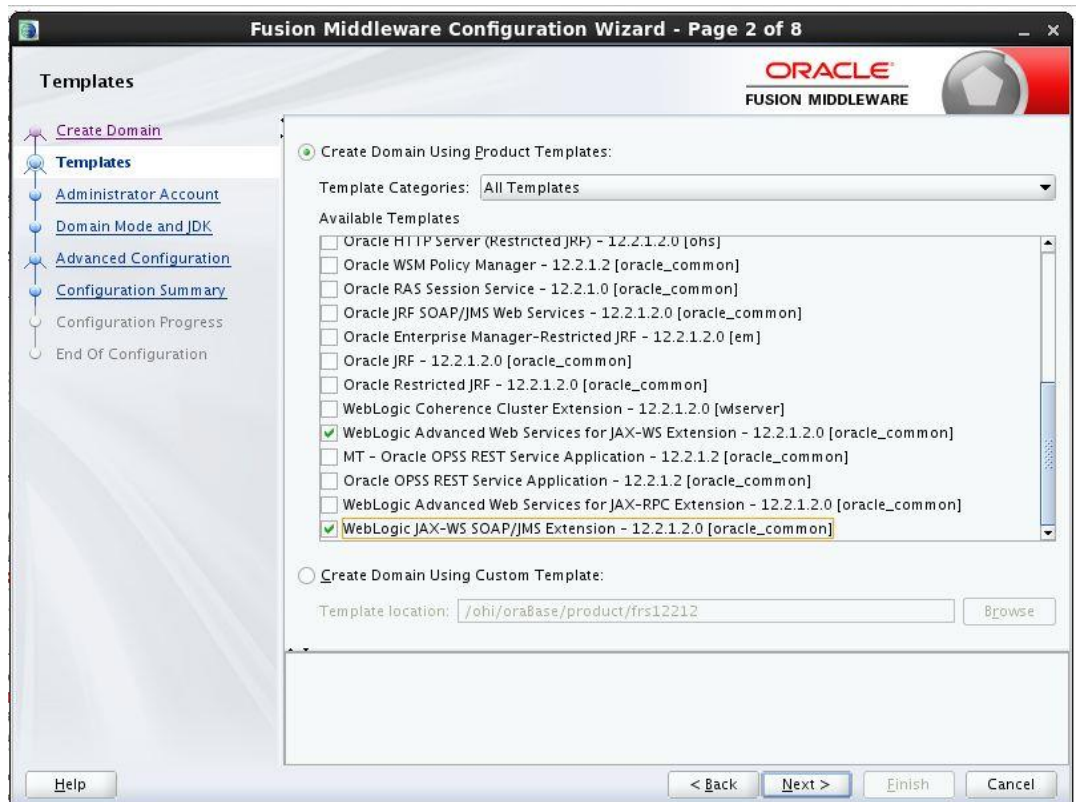 Fusion Middleware Configuration Wizard - Page 2 of 8
Templates
ORACLE
FUSION MIDDLEWARE
Create Domain
Templates
Administrator Account
Domain Mode and JDK
Advanced Configuration
Configuration Summary
Configuration Progress
End Of Configuration
Create Domain Using Product Templates:
Template Categories: All Templates
Available Templates
Oracle HTTP Server (Restricted JRF) - 12.2.1.2.0 [ohs]
Oracle WSM Policy Manager - 12.2.1.2 [oracle_common]
Oracle RAS Session Service - 12.2.1.0 [oracle_common]
Oracle JRF SOAP/JMS Web Services - 12.2.1.2.0 [oracle_common]
Oracle Enterprise Manager-Restricted JRF - 12.2.1.2.0 [em]
Oracle JRF - 12.2.1.2.0 [oracle_common]
Oracle Restricted JRF - 12.2.1.2.0 [oracle_common]
WebLogic Coherence Cluster Extension - 12.2.1.2.0 [wlserver]
WebLogic Advanced Web Services for JAX-WS Extension - 12.2.1.2.0 [oracle_common]
MT - Oracle OPSS REST Service Application - 12.2.1.2 [oracle_common]
Oracle OPSS REST Service Application - 12.2.1.2 [oracle_common]
WebLogic Advanced Web Services for JAX-RPC Extension - 12.2.1.2.0 [oracle_common]
WebLogic JAX-WS SOAP/JMS Extension - 12.2.1.2.0 [oracle_common]
Create Domain Using Custom Template:
Template location: /ohi/oraBase/product/frs12212 Browse
Help < Back Next > Finish Cancel